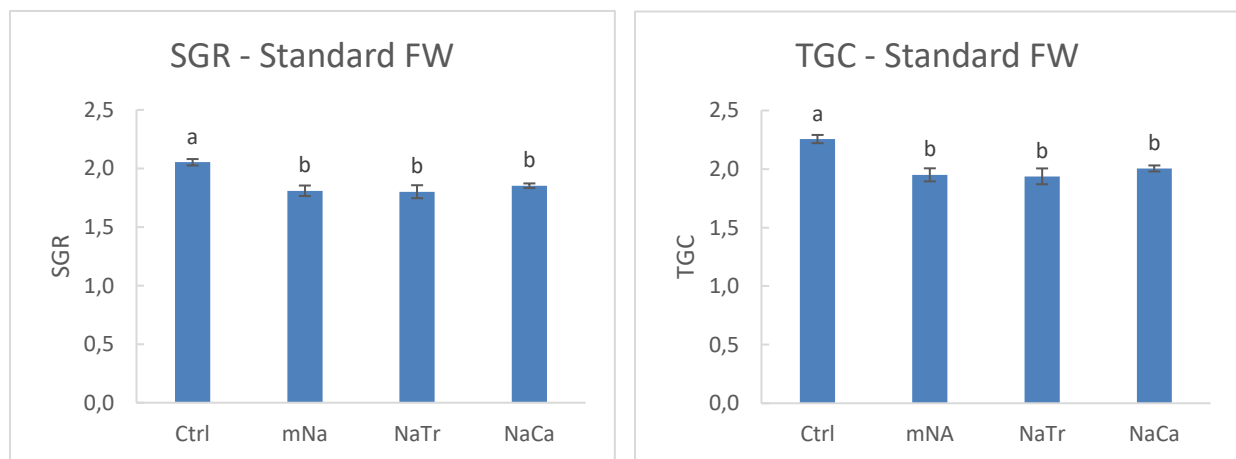 SGR - Standard FW
2,5
2,0
1,5
1,0
0,5
0,0
SGR
a
b
b
b
Ctrl mNa NaTr NaCa
TGC - Standard FW
2,5
2,0
1,5
1,0
0,5
0,0
TGC
a
b
b
b
Ctrl mNA NaTr NaCa